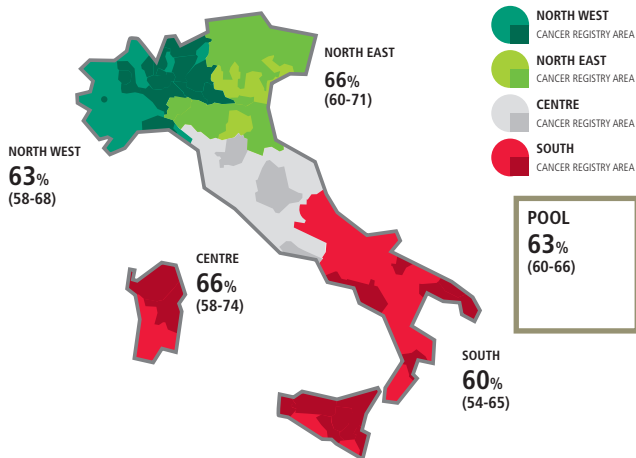 NORTH WEST
CANCER REGISTRY AREA
NORTH EAST
CANCER REGISTRY AREA
CENTRE
CANCER REGISTRY AREA
SOUTH
CANCER REGISTRY AREA
NORTH EAST
66%
(60-71)
NORTH WEST
63%
(58-68)
POOL
63%
(60-66)
CENTRE
66%
(58-74)
SOUTH
60%
(54-65)